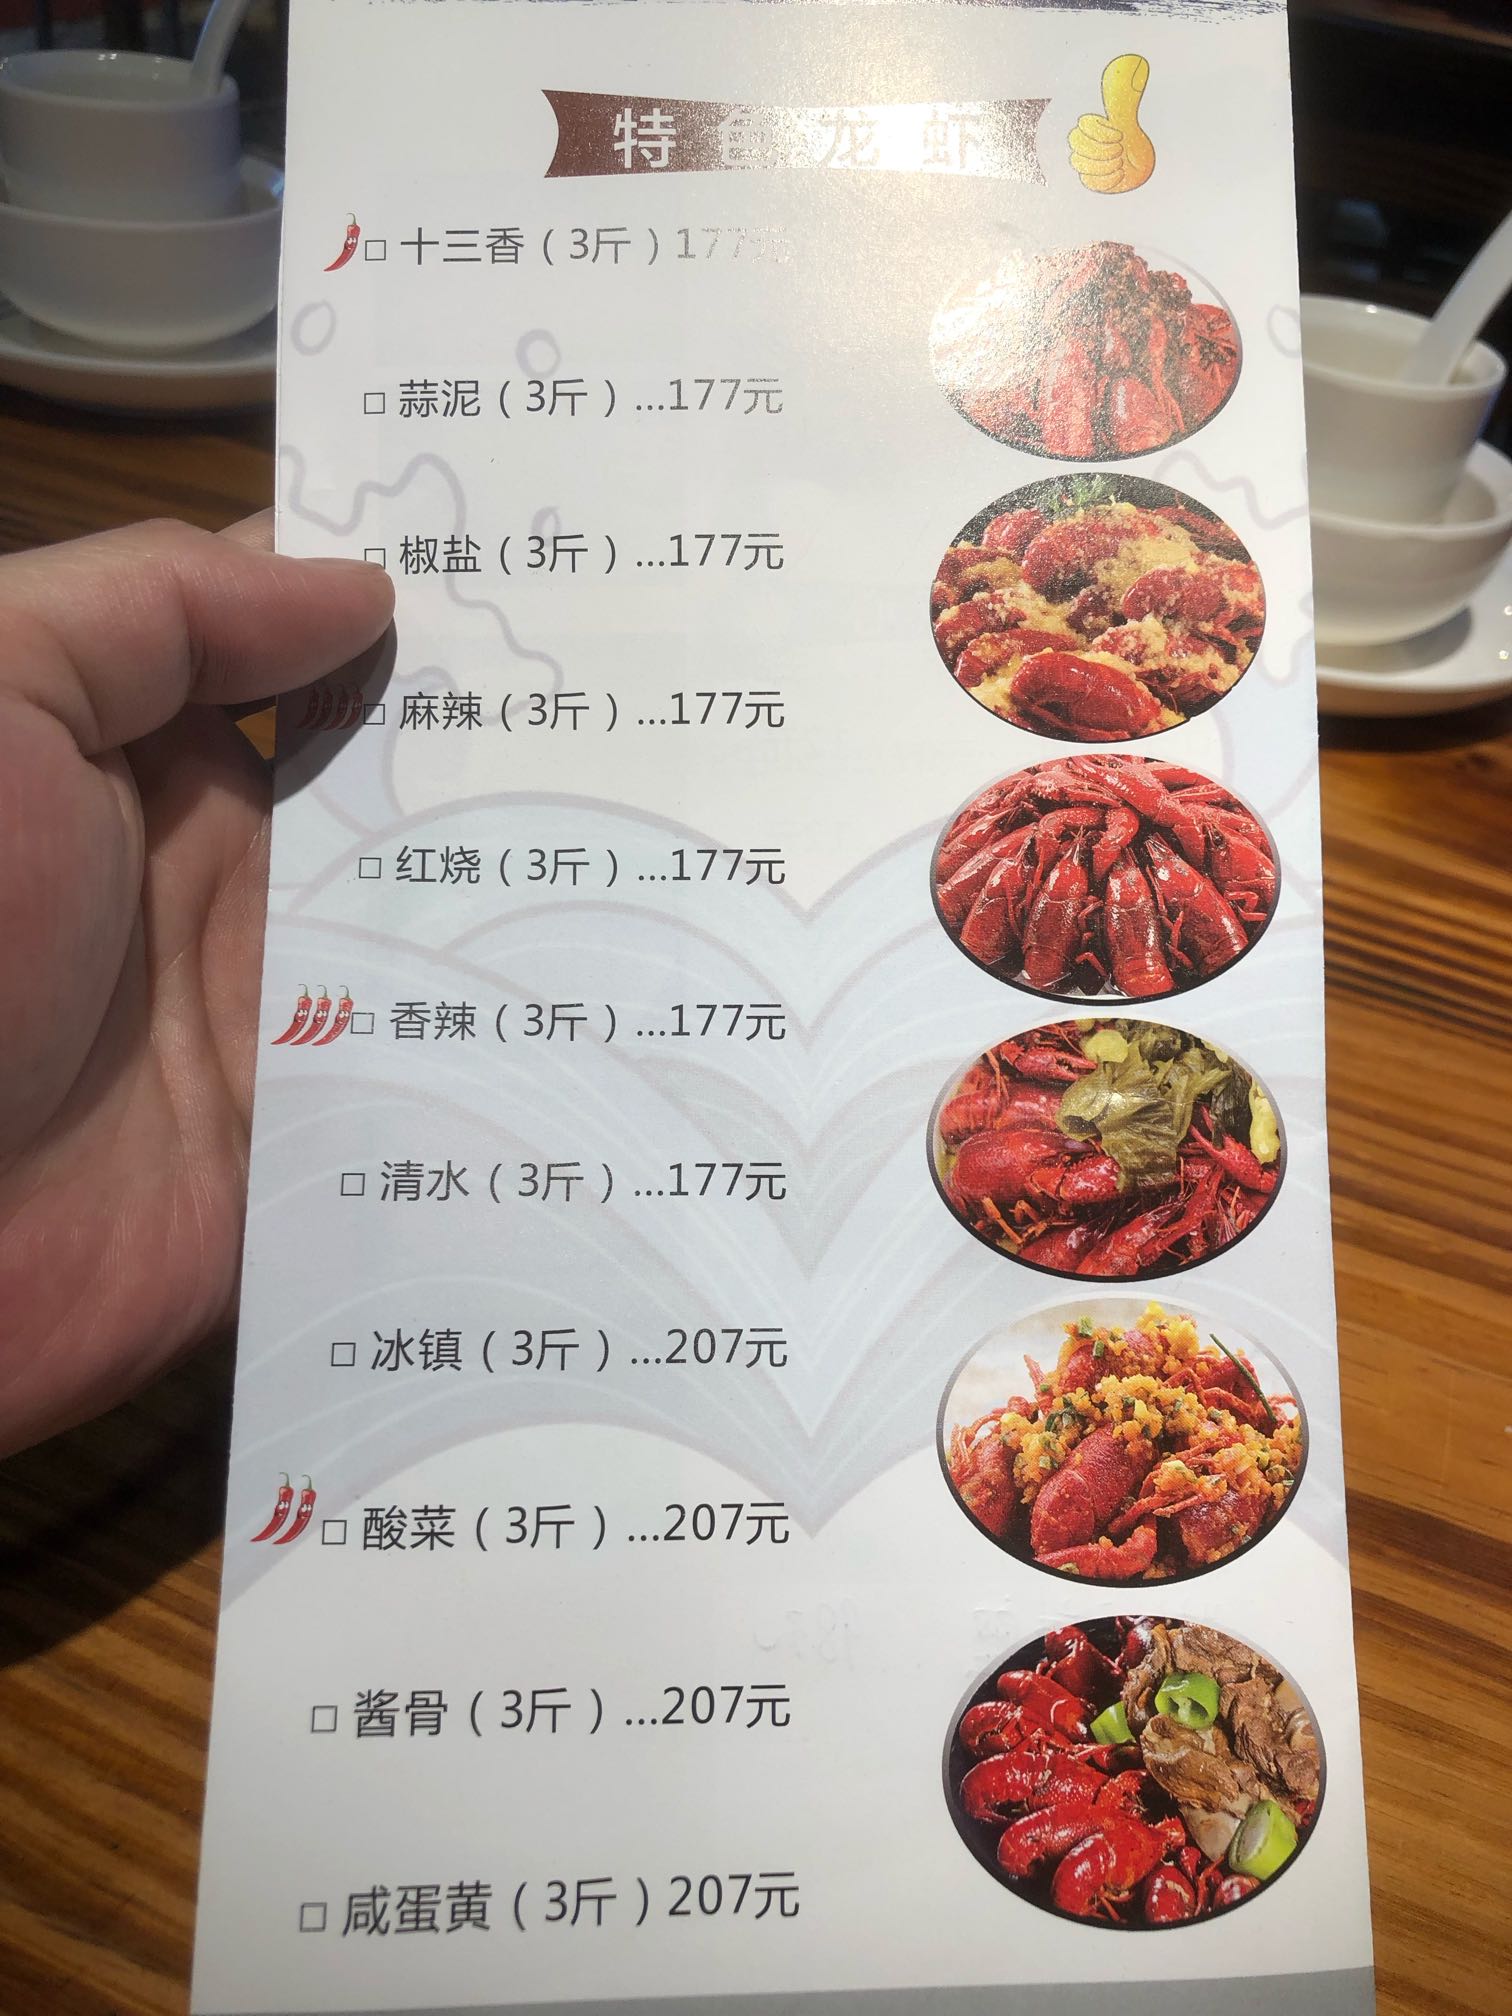 特色龙虾
□ 十三香（3斤）177元
□ 蒜泥（3斤）...177元
□ 椒盐（3斤）...177元
□ 麻辣（3斤）...177元
□ 红烧（3斤）...177元
□ 香辣（3斤）...177元
□ 清水（3斤）...177元
□ 冰镇（3斤）...207元
□ 酸菜（3斤）...207元
□ 酱骨（3斤）...207元
□ 咸蛋黄（3斤）207元